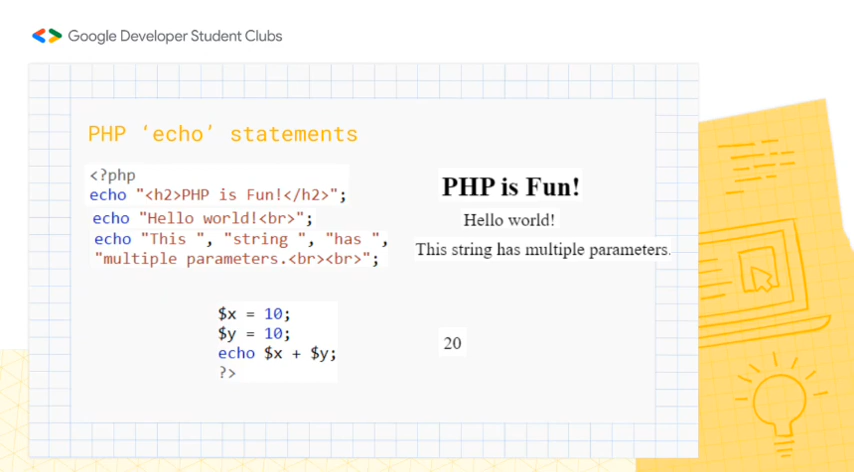 Google Developer Student Clubs
PHP ‘echo’ statements
<?php
echo "<h2>PHP is Fun!</h2>";
echo "Hello world!<br>";
echo "This ", "string ", "has ",
"multiple parameters.<br><br>";
$x = 10;
$y = 10;
echo $x + $y;
?>
PHP is Fun!
Hello world!
This string has multiple parameters.
20